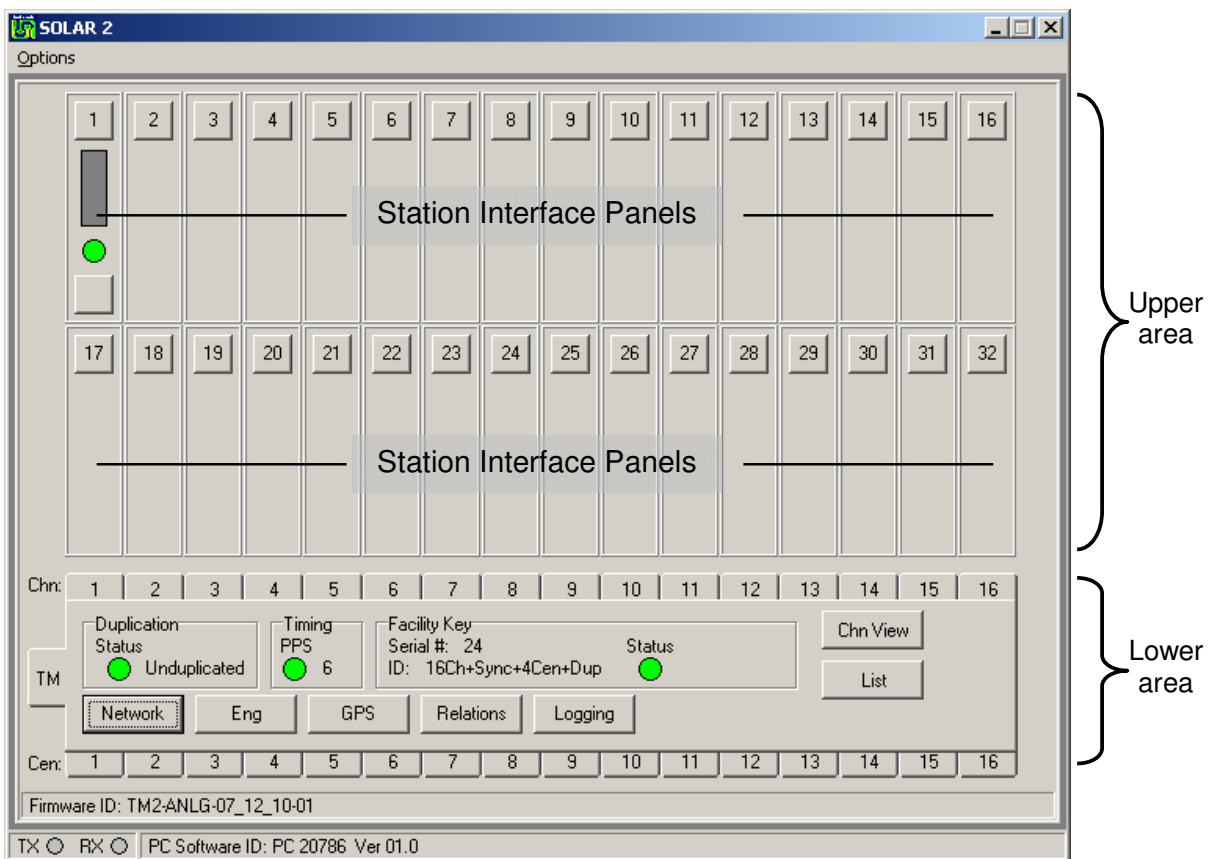 SOLAR 2
Options
1 2 3 4 5 6 7 8 9 10 11 12 13 14 15 16
Station Interface Panels
Upper
area
17 18 19 20 21 22 23 24 25 26 27 28 29 30 31 32
Station Interface Panels
Chn: 1 2 3 4 5 6 7 8 9 10 11 12 13 14 15 16
Duplication Timing Facility Key
Status PPS Serial #: 24 Status Chn View
Unduplicated 6 ID: 16Ch+Sync+4Cen+Dup
TM List
Lower
area
Network Eng GPS Relations Logging
Cen: 1 2 3 4 5 6 7 8 9 10 11 12 13 14 15 16
Firmware ID: TM2-ANLG-07_12_10-01
TX RX PC Software ID: PC 20786 Ver 01.0